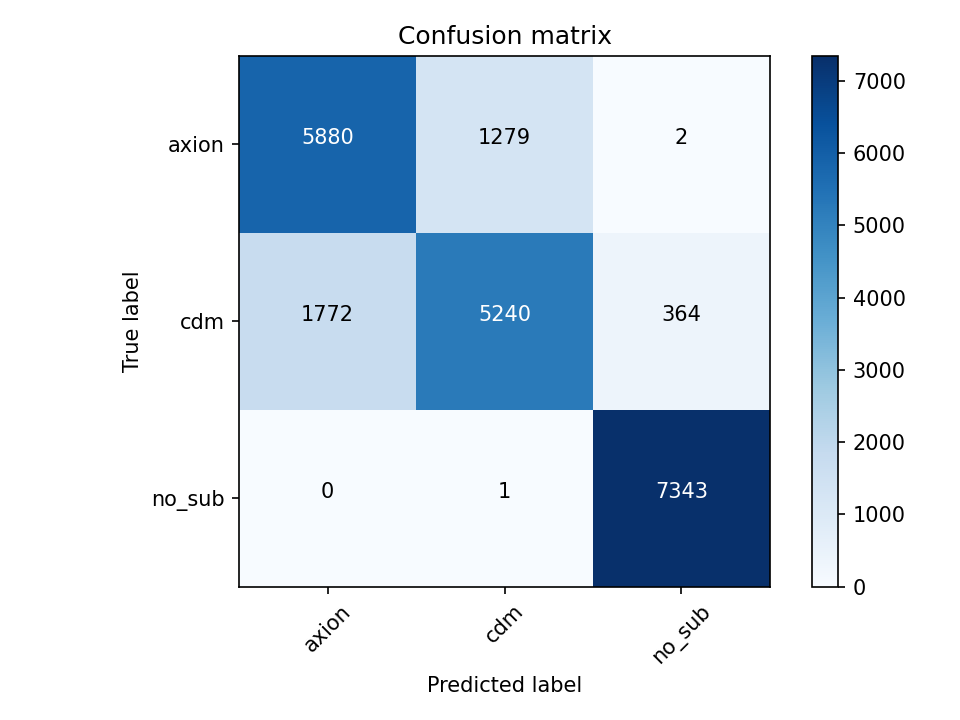 Confusion matrix
axion 5880 1279 2
cdm 1772 5240 364
no_sub 0 1 7343
axion cdm no_sub
Predicted label
True label
7000
6000
5000
4000
3000
2000
1000
0